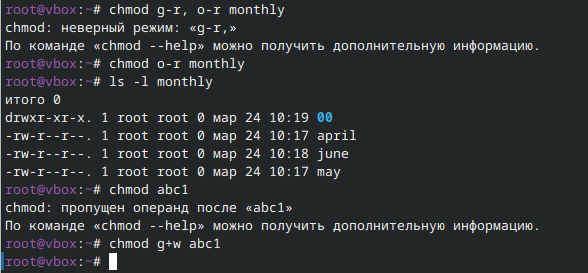 root@vbox:~# chmod g-r, o-r monthly
chmod: неверный режим: «g-r,»
По команде «chmod --help» можно получить дополнительную информацию.
root@vbox:~# chmod o-r monthly
root@vbox:~# ls -l monthly
итого 0
drwxr-xr-x. 1 root root 0 мар 24 10:19 00
-rw-r--r--. 1 root root 0 мар 24 10:17 april
-rw-r--r--. 1 root root 0 мар 24 10:18 june
-rw-r--r--. 1 root root 0 мар 24 10:17 may
root@vbox:~# chmod abc1
chmod: пропущен операнд после «abc1»
По команде «chmod --help» можно получить дополнительную информацию.
root@vbox:~# chmod g+w abc1
root@vbox:~#